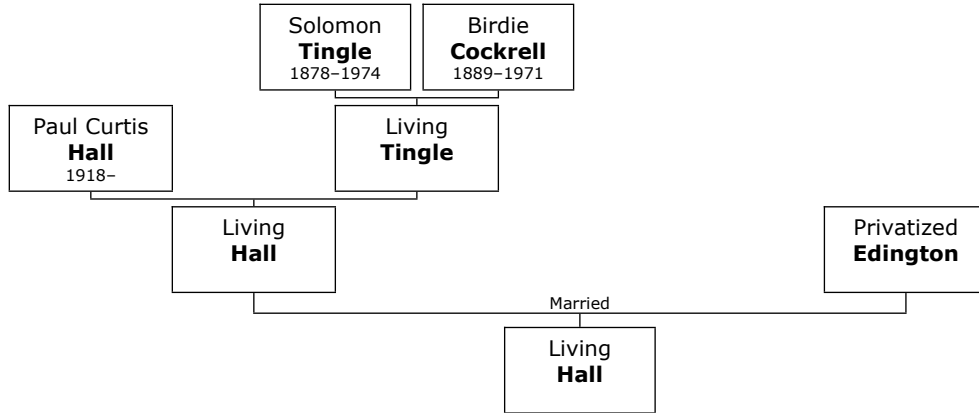 Solomon
Tingle
1878–1974
Birdie
Cockrell
1889–1971
Paul Curtis
Hall
1918–
Living
Tingle
Living
Hall
Privatized
Edington
Married
Living
Hall